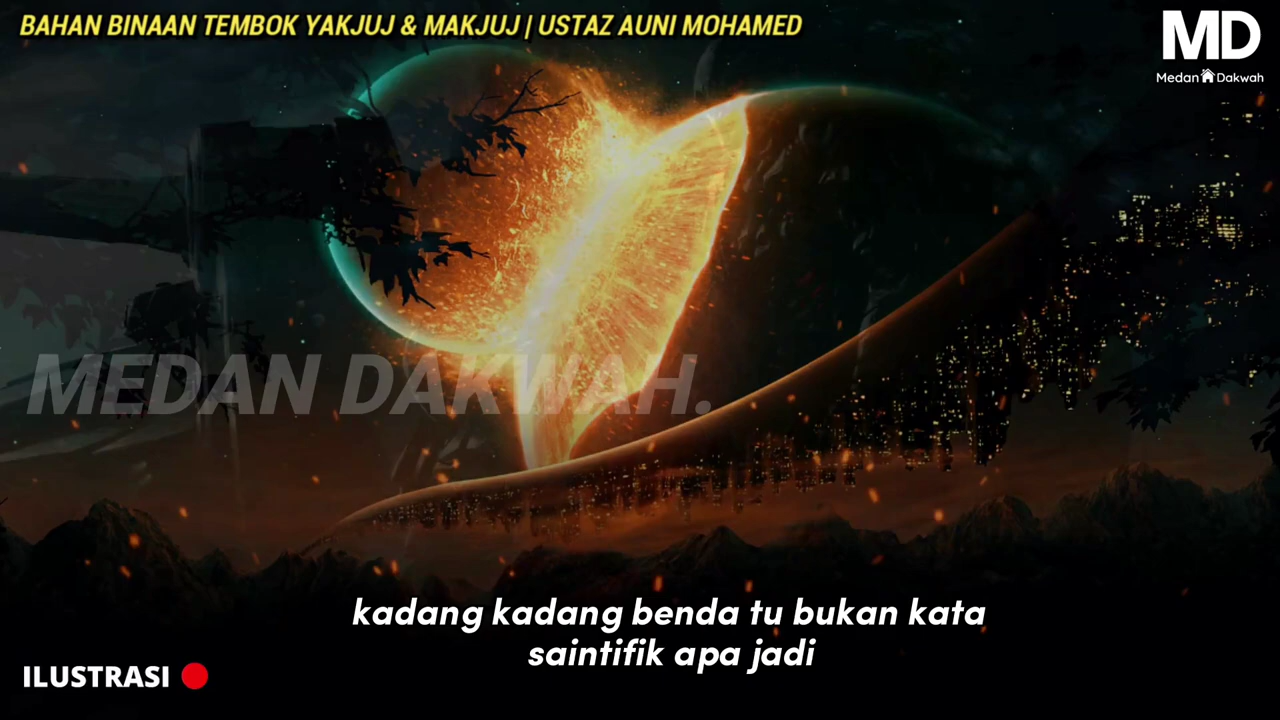 BAHAN BINAAN TEMBOK YAKJUJ & MAKJUJ | USTAZ AUNI MOHAMED
MD
Medan Dakwah
MEDAN DAKWAH.
kadang kadang benda tu bukan kata
saintifik apa jadi
ILUSTRASI